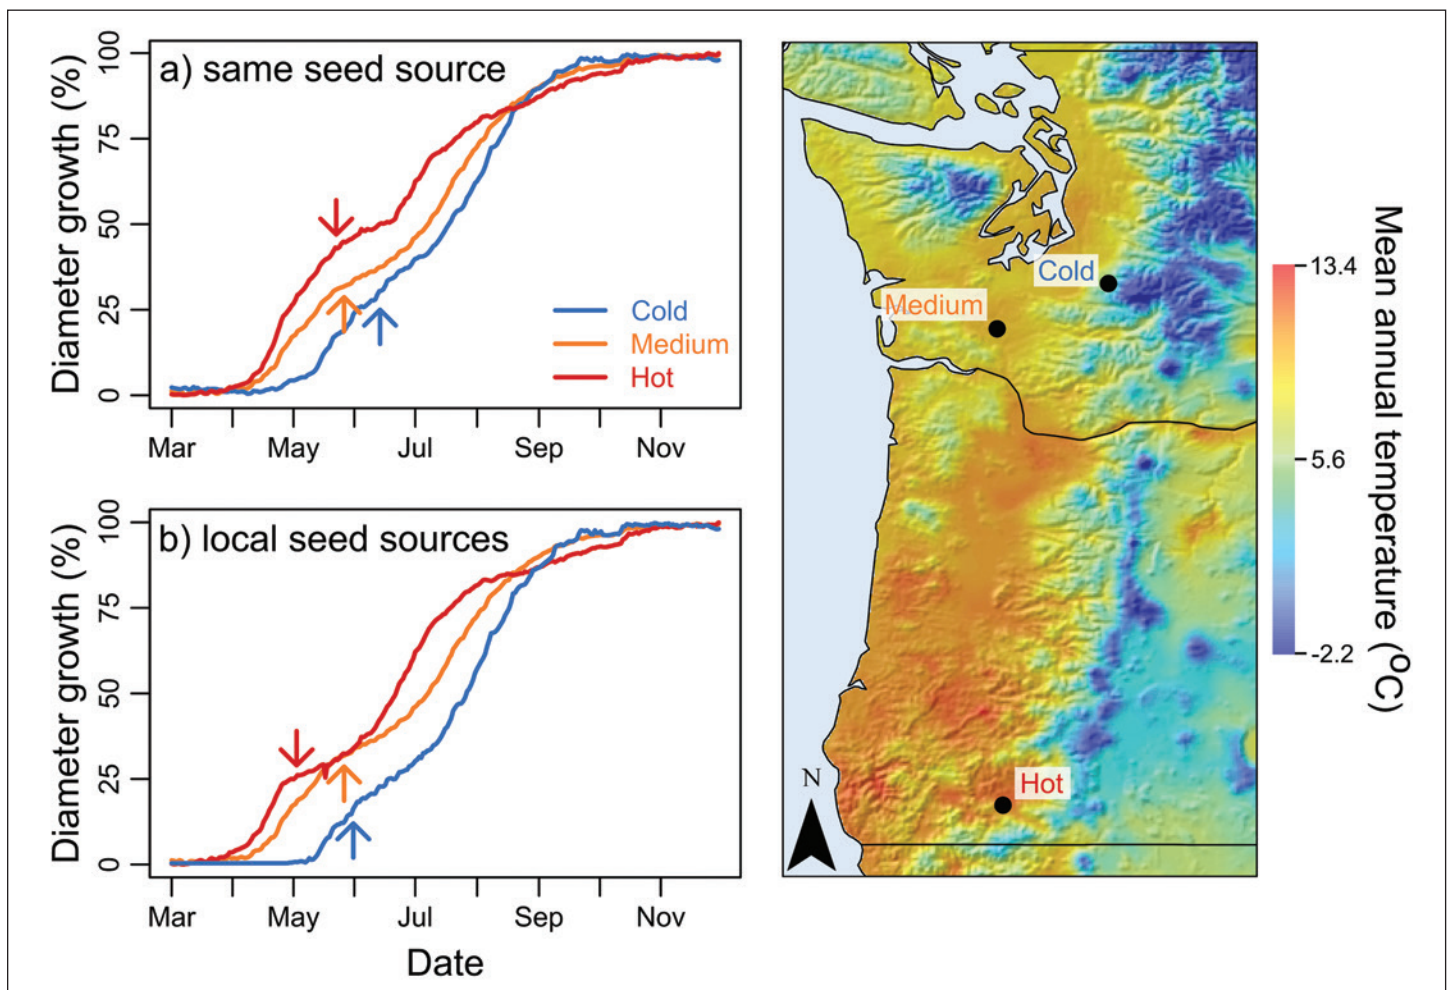 a) same seed source
Diameter growth (%)
100
75
50
25
0
Cold
Medium
Hot
Mar
May
Jul
Sep
Nov
b) local seed sources
Diameter growth (%)
100
75
50
25
0
Mar
May
Jul
Sep
Nov
Date
Cold
Medium
Hot
N
13.4
5.6
-2.2
Mean annual temperature (°C)